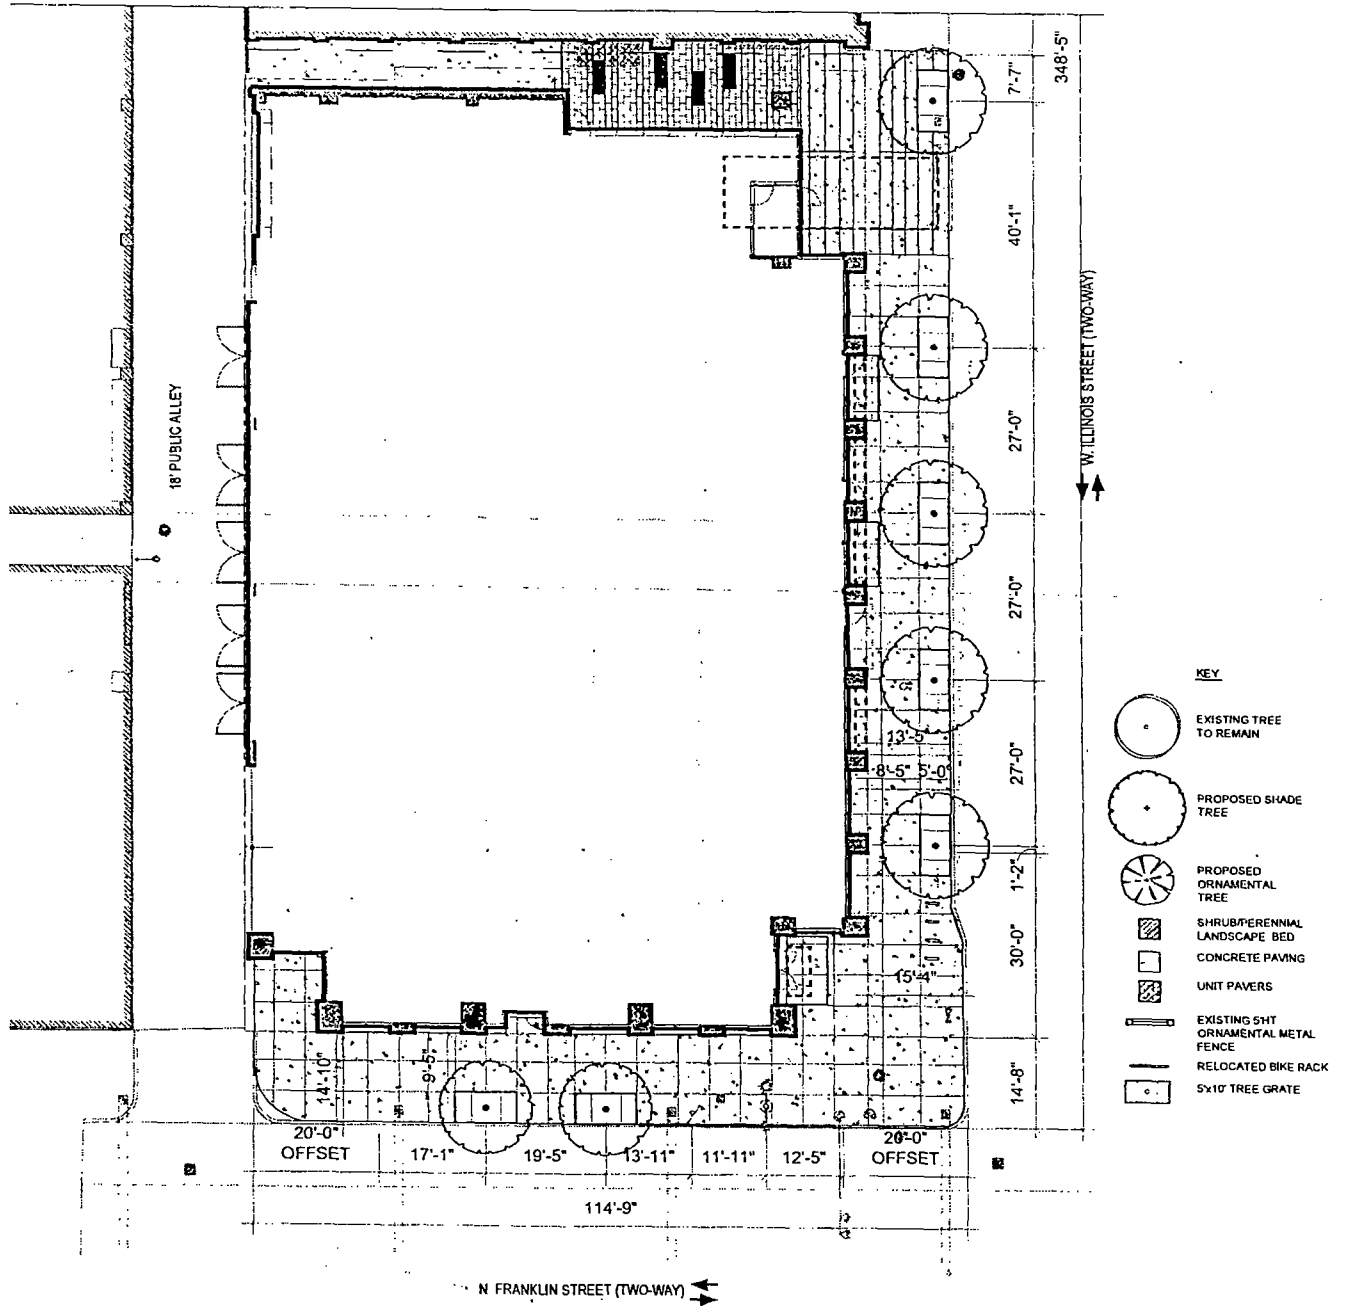 348'-5"
7'-7"
40'-1"
W. ILLINOIS STREET (TWO-WAY)
18' PUBLIC ALLEY
27'-0"
27'-0"
27'-0"
13'-5"
8'-5" 5'-0"
1'-2"
30'-0"
15'-4"
14'-8"
14'-10"
9'-5"
20'-0"
OFFSET
17'-1"
19'-5"
13'-11"
11'-11"
12'-5"
20'-0"
OFFSET
114'-9"
N FRANKLIN STREET (TWO-WAY)
KEY
EXISTING TREE
TO REMAIN
PROPOSED SHADE
TREE
PROPOSED
ORNAMENTAL
TREE
SHRUB/PERENNIAL
LANDSCAPE BED
CONCRETE PAVING
UNIT PAVERS
EXISTING 5'HT
ORNAMENTAL METAL
FENCE
RELOCATED BIKE RACK
5'x10' TREE GRATE